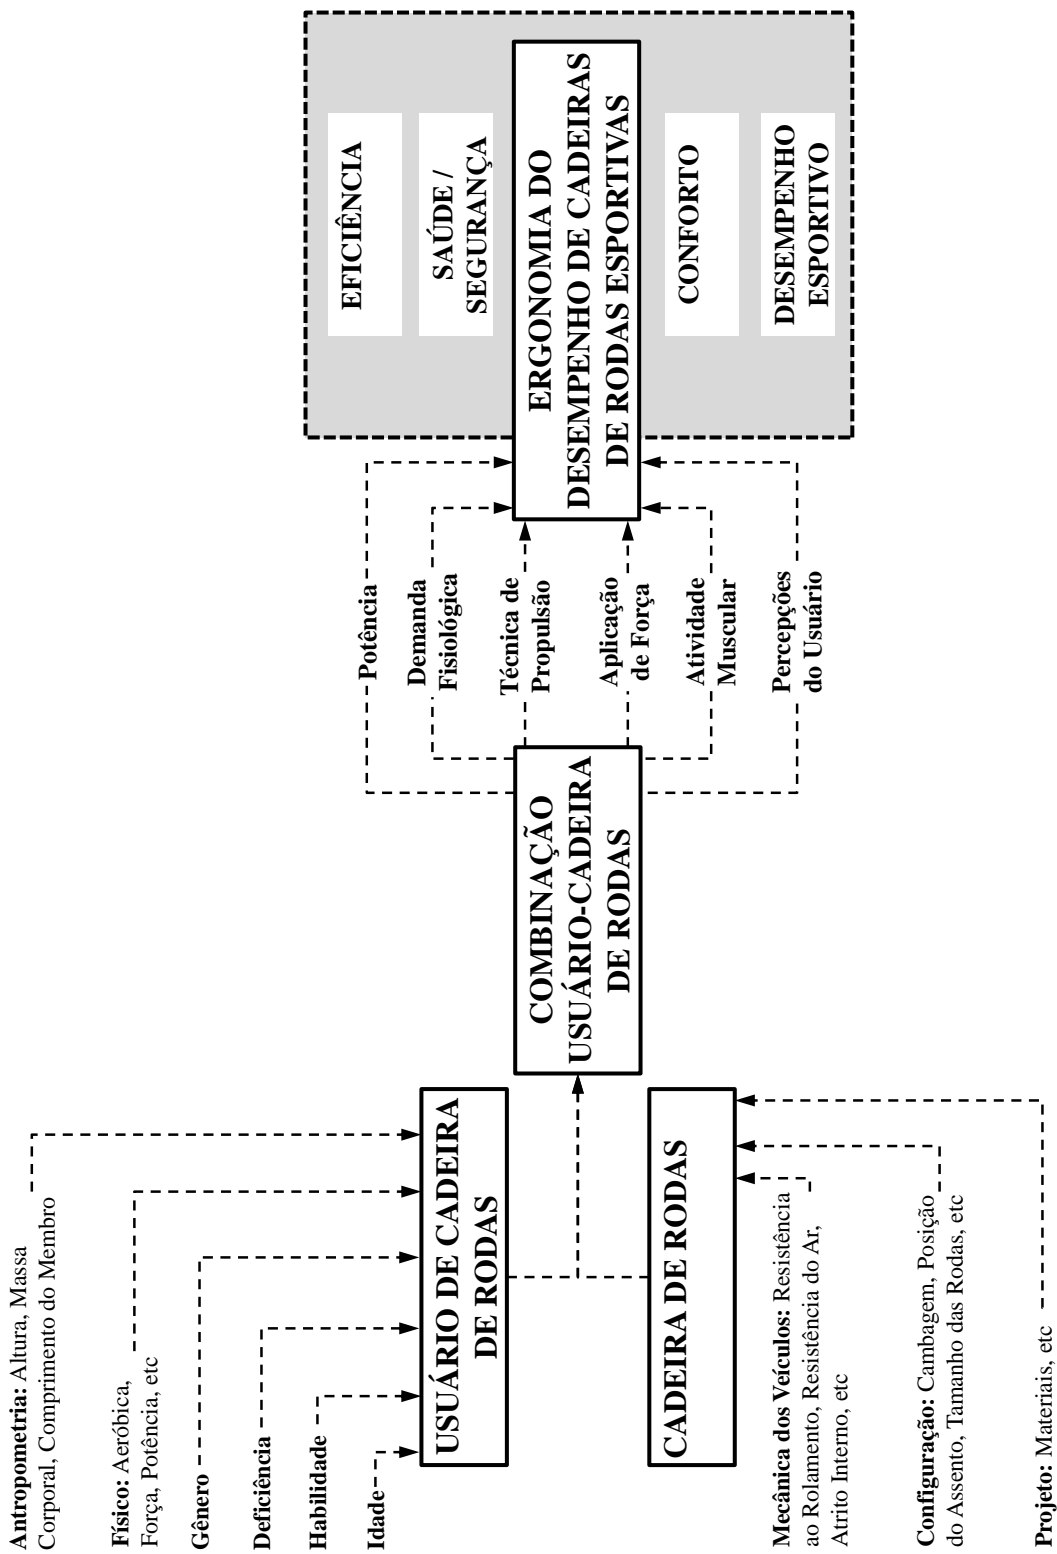 Antropometria: Altura, Massa
Corporal, Comprimento do Membro
Físico: Aeróbica,
Força, Potência, etc
Gênero
Deficiência
Habilidade
Idade
USUÁRIO DE CADEIRA
DE RODAS
CADEIRA DE RODAS
Mecânica dos Veículos: Resistência
ao Rolamento, Resistência do Ar,
Atrito Interno, etc
Configuração: Cambagem, Posição
do Assento, Tamanho das Rodas, etc
Projeto: Materiais, etc
COMBINAÇÃO
USUÁRIO-CADEIRA
DE RODAS
Potência
Demanda
Fisiológica
Técnica de
Propulsão
Aplicação
de Força
Atividade
Muscular
Percepções
do Usuário
EFICIÊNCIA
SAÚDE /
SEGURANÇA
ERGONOMIA DO
DESEMPENHO DE CADEIRAS
DE RODAS ESPORTIVAS
CONFORTO
DESEMPENHO
ESPORTIVO